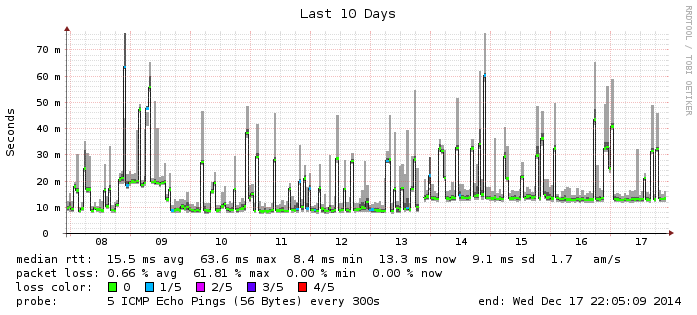 Last 10 Days
RRDTOOL / TOBI OETIKER
Seconds
70 m
60 m
50 m
40 m
30 m
20 m
10 m
0
08 09 10 11 12 13 14 15 16 17
median rtt: 15.5 ms avg 63.6 ms max 8.4 ms min 13.3 ms now 9.1 ms sd 1.7 am/s
packet loss: 0.66 % avg 61.81 % max 0.00 % min 0.00 % now
loss color: 0 1/5 2/5 3/5 4/5
probe: 5 ICMP Echo Pings (56 Bytes) every 300s end: Wed Dec 17 22:05:09 2014